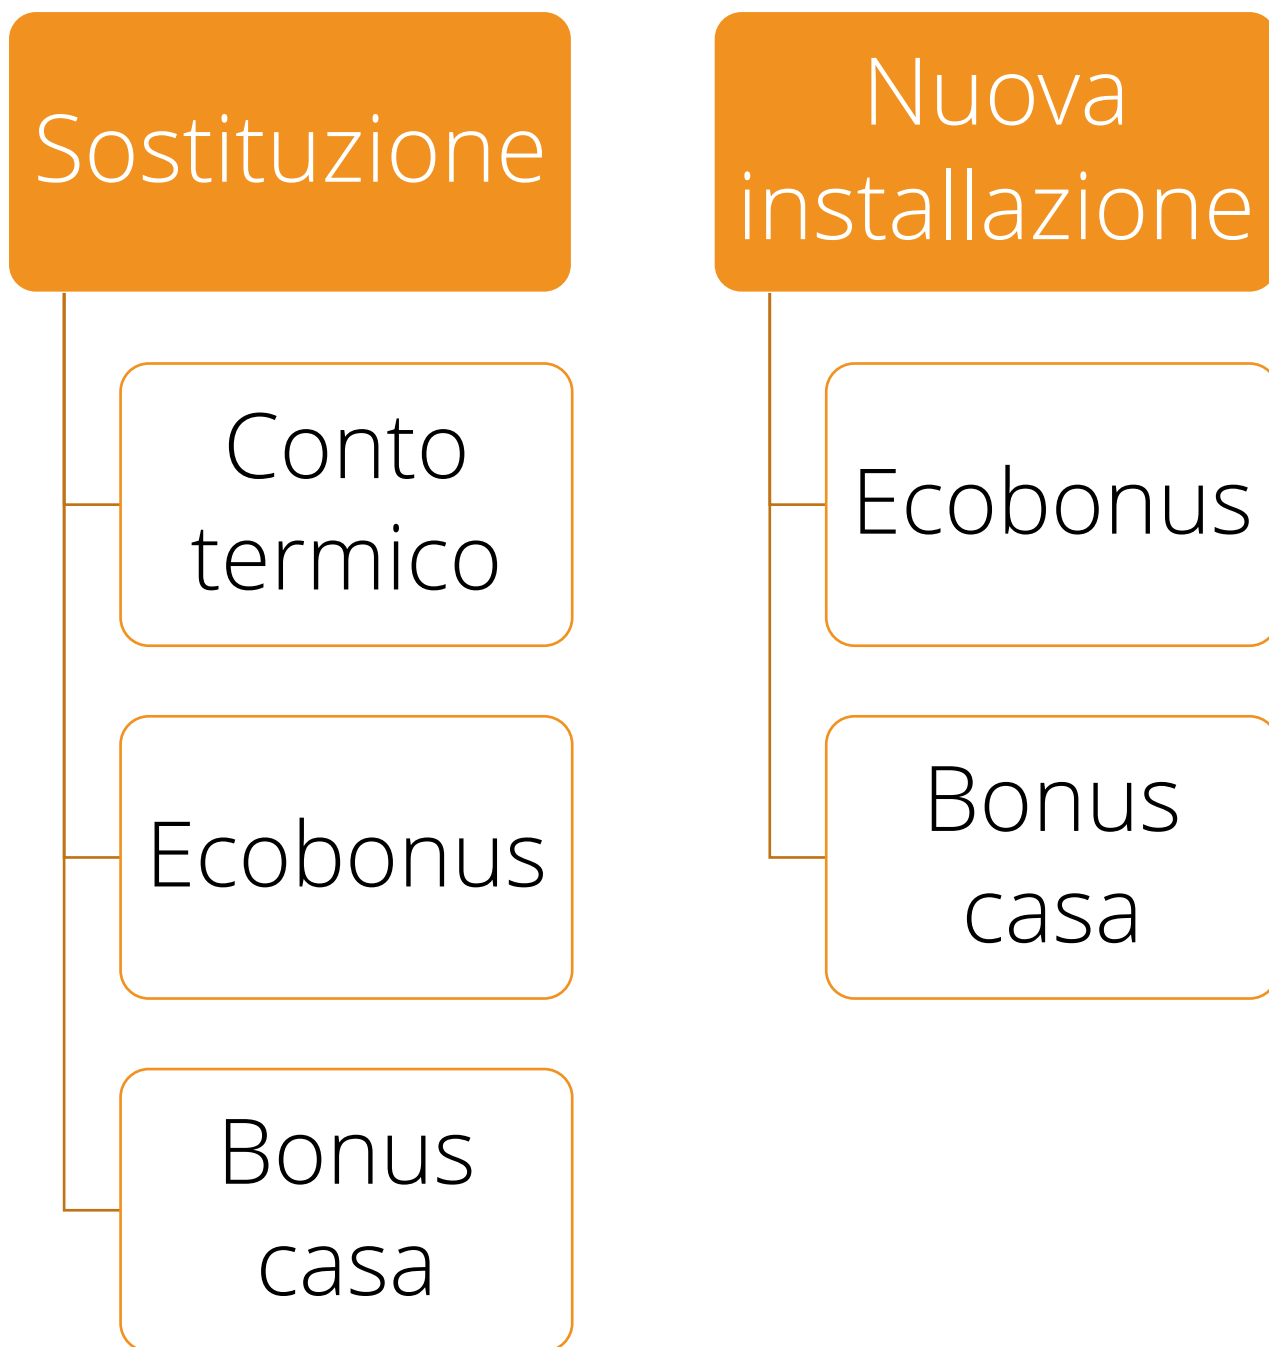 Sostituzione
Conto
termico
Ecobonus
Bonus
casa
Nuova
installazione
Ecobonus
Bonus
casa